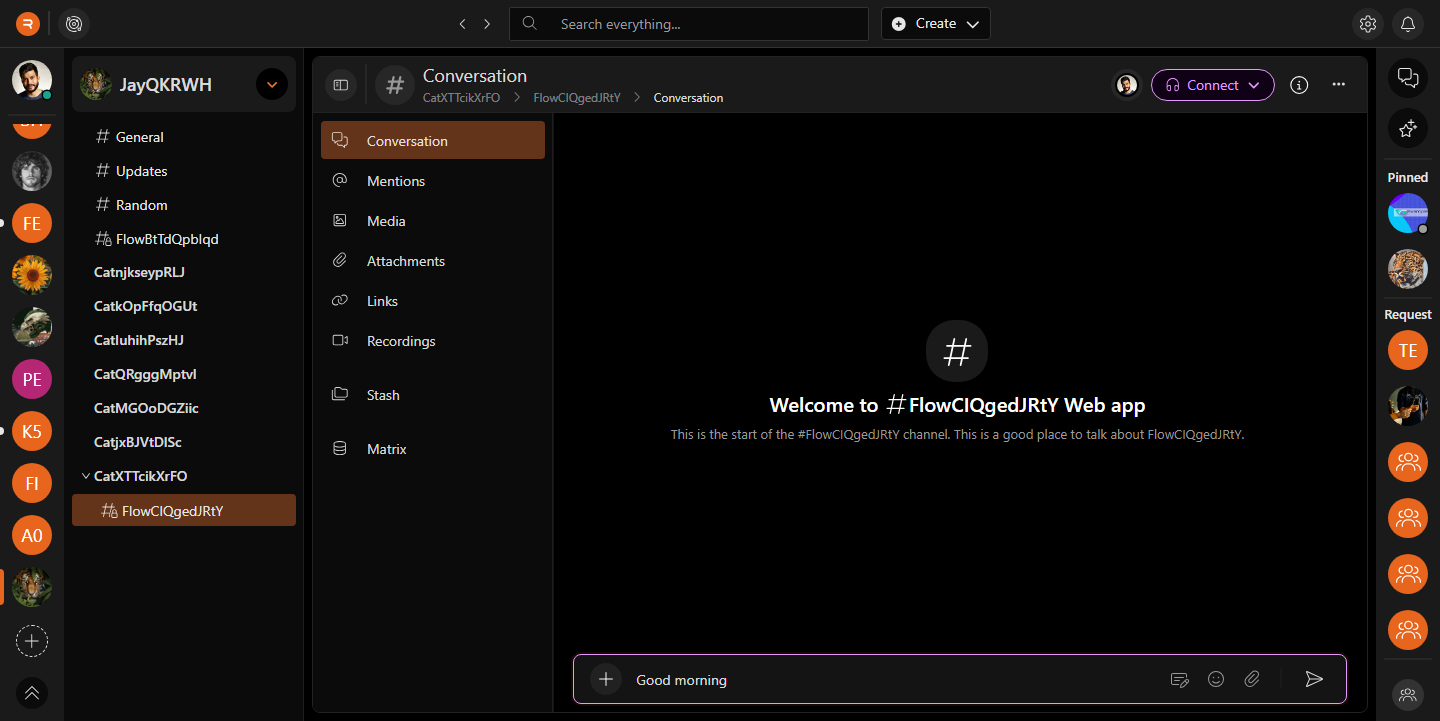 Search everything...
Create
JayQKRWH
General
Updates
Random
FlowBtTdQpblqd
FE
PE
K5
FI
A0
CatnjkseypRLJ
CatkOpFfqOGUt
CatluhihPszHJ
CatQRgggMptvl
CatMGOoDGZiic
CatjxBJVtDlSc
CatXTTcikXrFO
FlowCIQgedJRtY
Conversation
CatXTTcikXrFO > FlowCIQgedJRtY > Conversation
Connect
Conversation
Mentions
Media
Attachments
Links
Recordings
Stash
Matrix
#
Welcome to #FlowCIQgedJRtY Web app
This is the start of the #FlowCIQgedJRtY channel. This is a good place to talk about FlowCIQgedJRtY.
Good morning
Pinned
Request
TE